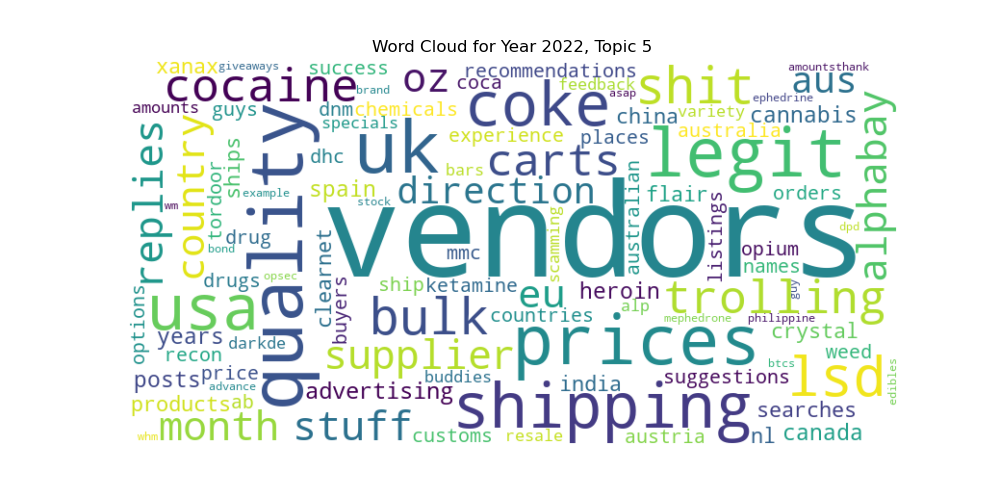 Word Cloud for Year 2022, Topic 5
xanax
giveaways
success
oz
recommendations
shit
amountsthank
aus
cocaine
brand
coca
feedback
asap
ephedrine
amounts
guys
dnm
chemicals
coke
china
variety
cannabis
specials
experience
places
australia
replies
country
ships
tordoor
quality
dhc
uk
bars
carts
legit
alphabay
example
spain
direction
stock
australian
flair
orders
wm
vendors
bond
drug
clearnet
mmc
scamming
listings
opium
dpd
drugs
opsec
buyers
ship
ketamine
eu
heroin
names
guy
options
usa
bulk
countries
alp
trolling
mephedrone
philippine
years
darkde
supplier
prices
crystal
recon
weed
posts
price
advance
advertising
buddies
india
suggestions
btcs
lsd
edibles
products
ab
shipping
searches
whm
month
stuff
customs
resale
austria
nl
canada